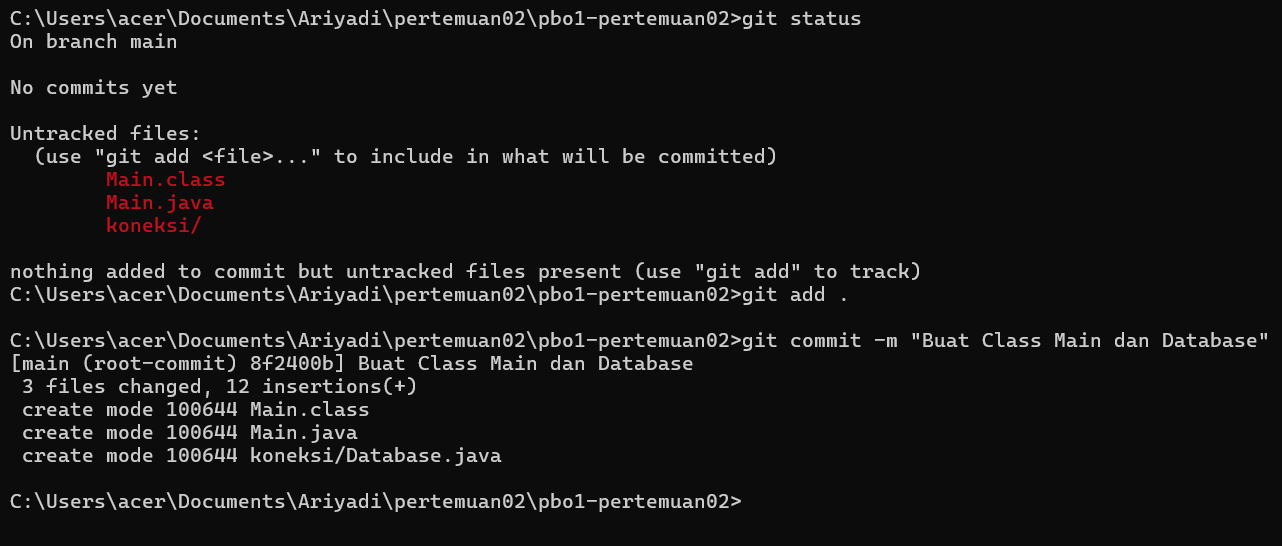 C:\Users\acer\Documents\Ariyadi\pertemuan02\pbo1-pertemuan02>git status
On branch main
No commits yet
Untracked files:
  (use "git add <file>..." to include in what will be committed)
        Main.class
        Main.java
        koneksi/
nothing added to commit but untracked files present (use "git add" to track)
C:\Users\acer\Documents\Ariyadi\pertemuan02\pbo1-pertemuan02>git add .
C:\Users\acer\Documents\Ariyadi\pertemuan02\pbo1-pertemuan02>git commit -m "Buat Class Main dan Database"
[main (root-commit) 8f2400b] Buat Class Main dan Database
 3 files changed, 12 insertions(+)
 create mode 100644 Main.class
 create mode 100644 Main.java
 create mode 100644 koneksi/Database.java
C:\Users\acer\Documents\Ariyadi\pertemuan02\pbo1-pertemuan02>